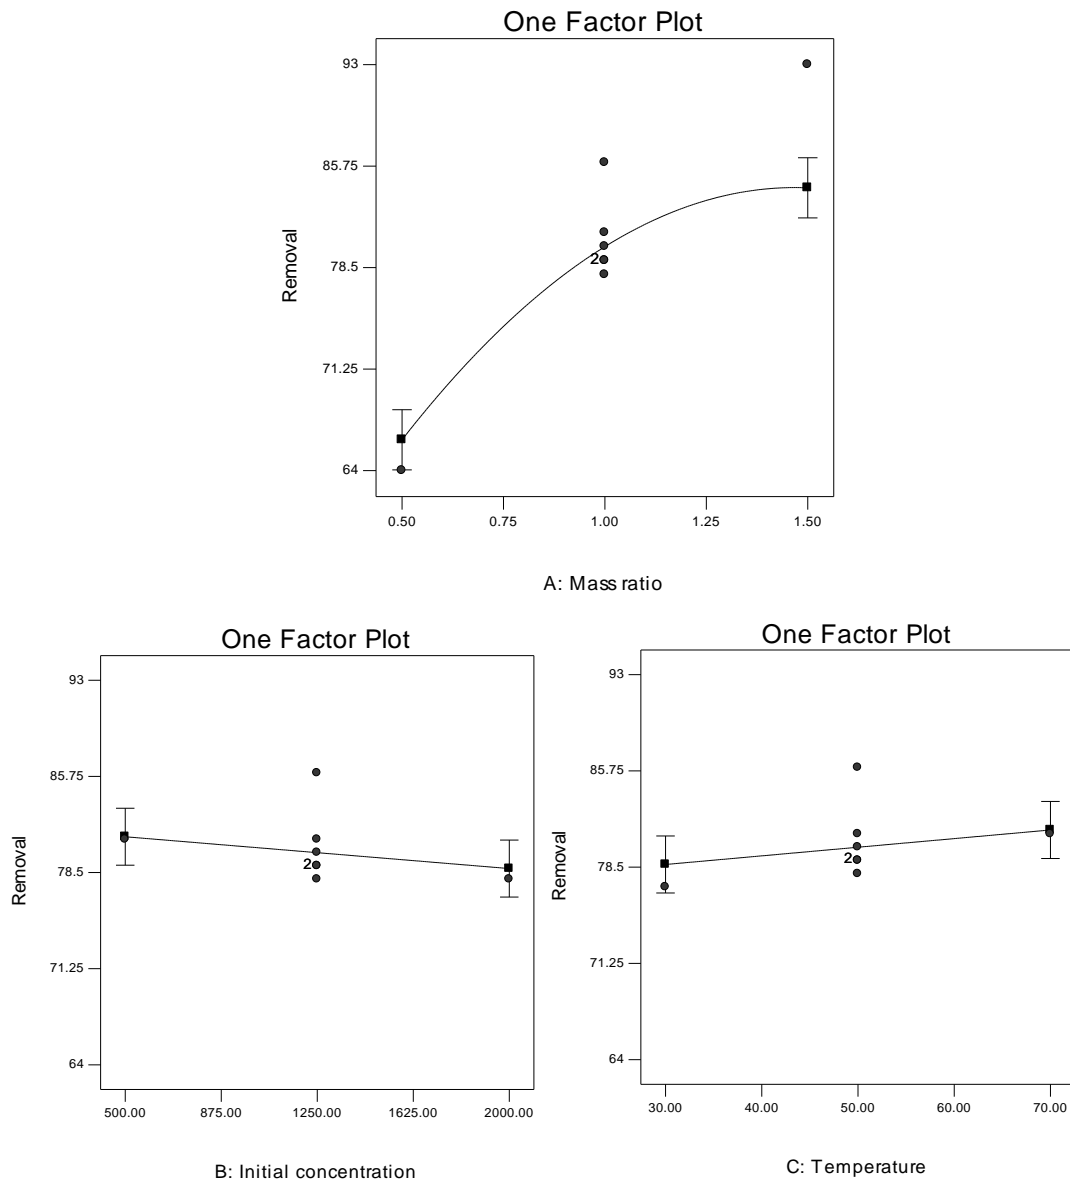 One Factor Plot
93
85.75
78.5
71.25
64
Removal
2
0.50 0.75 1.00 1.25 1.50
A: Mass ratio
One Factor Plot
93
85.75
78.5
71.25
64
Removal
2
500.00 875.00 1250.00 1625.00 2000.00
B: Initial concentration
One Factor Plot
93
85.75
78.5
71.25
64
Removal
2
30.00 40.00 50.00 60.00 70.00
C: Temperature